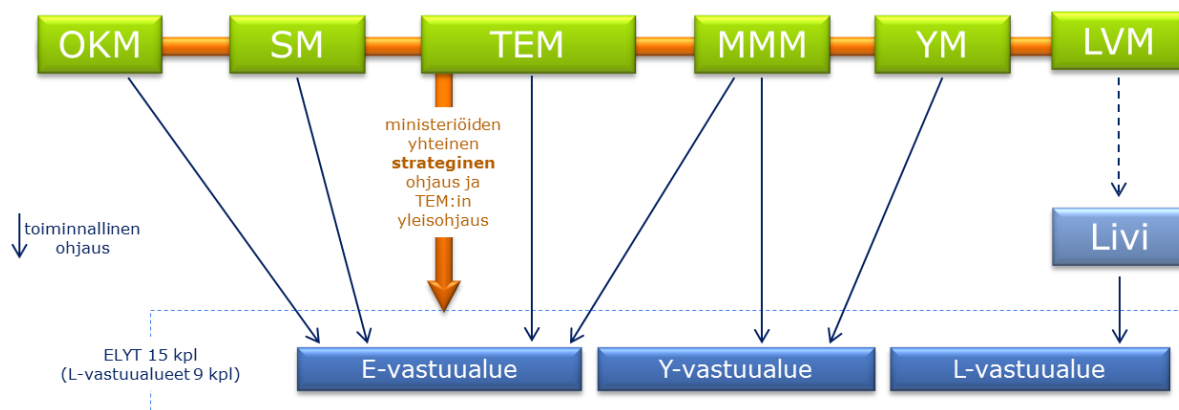 OKM
SM
TEM
MMM
YM
LVM
ministeriöiden
yhteinen
strateginen
ohjaus ja
TEM:in
yleisohjaus
toiminnallinen
ohjaus
Livi
ELYT 15 kpl
(L-vastuualueet 9 kpl)
E-vastuualue
Y-vastuualue
L-vastuualue